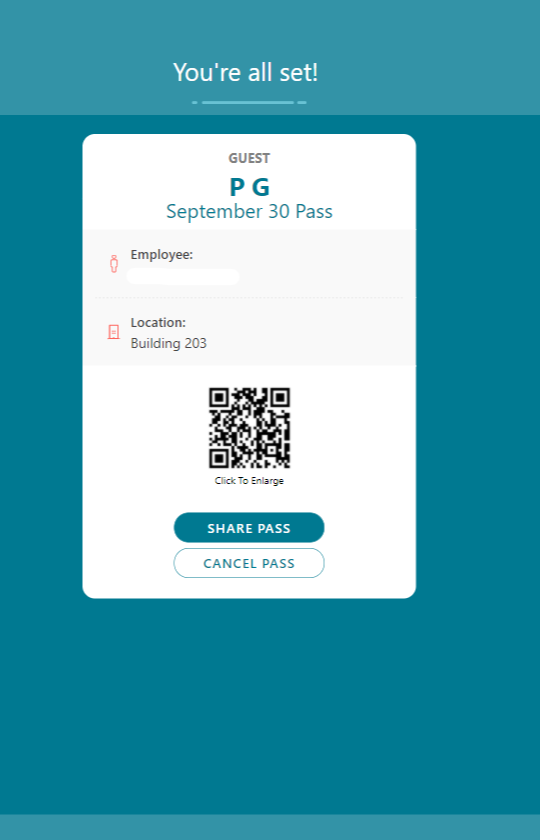 You're all set!
GUEST
P G
September 30 Pass
Employee:
Location:
Building 203
Click To Enlarge
SHARE PASS
CANCEL PASS